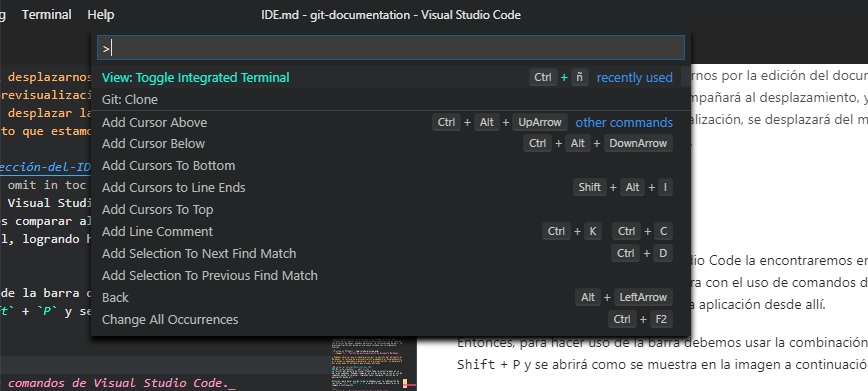 g Terminal Help IDE.md - git-documentation - Visual Studio Code
>
View: Toggle Integrated Terminal Ctrl + ñ recently used
Git: Clone
Add Cursor Above Ctrl + Alt + UpArrow other commands
Add Cursor Below Ctrl + Alt + DownArrow
Add Cursors To Bottom
Add Cursors to Line Ends Shift + Alt + I
Add Cursors To Top
Add Line Comment Ctrl + K Ctrl + C
Add Selection To Next Find Match Ctrl + D
Add Selection To Previous Find Match
Back Alt + LeftArrow
Change All Occurrences Ctrl + F2
desplazarnos
previsualizaci
desplazar la
to que estamo
ección-del-ID
omit in toc
Visual Studi
s comparar al
l, logrando h
de la barra d
ft` + `P` y se
comandos de Visual Studio Code._
rnos por la edición del docu
mpañará al desplazamiento, y
alización, se desplazará del m
dio Code la encontraremos en
ra con el uso de comandos d
a aplicación desde allí.
Entonces, para hacer uso de la barra debemos usar la combinación
Shift + P y se abrirá como se muestra en la imagen a continuació